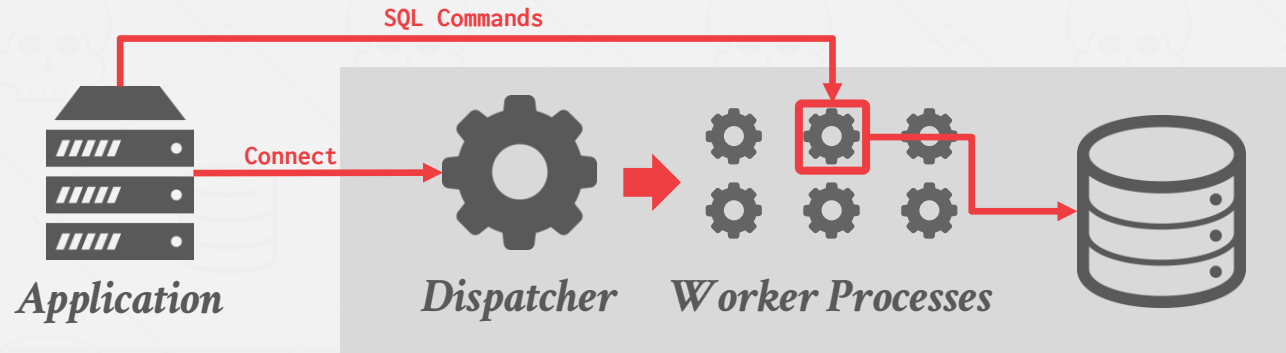 SQL Commands
Connect
Application
Dispatcher
Worker Processes